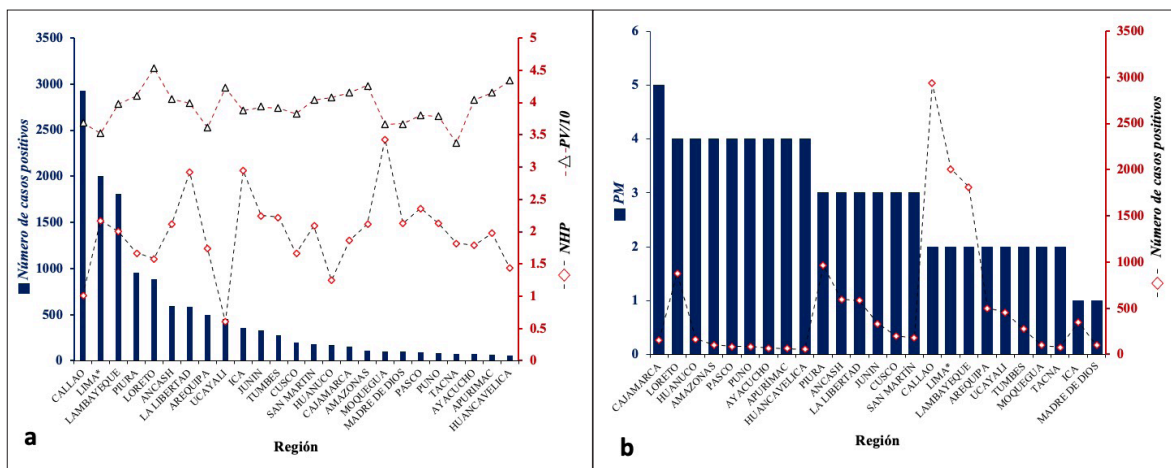 3500
3000
2500
2000
1500
1000
500
0
Número de casos positivos
5
4.5
4
3.5
3
2.5
2
1.5
1
0.5
0
PV/10
NHP
CALLAO
LIMA*
LAMBAYEQUE
PIURA
LORETO
ANCASH
LA LIBERTAD
AREQUIPA
UCAYALI
ICA
JUNIN
TUMBES
CUSCO
SAN MARTIN
HUANUCO
CAJAMARCA
AMAZONAS
MOQUEGUA
MADRE DE DIOS
PASCO
PUNO
TACNA
AYACUCHO
APURIMAC
HUANCAVELICA
Región
a
6
5
4
3
2
1
0
PM
3500
3000
2500
2000
1500
1000
500
0
Número de casos positivos
CAJAMARCA
LORETO
HUANUCO
AMAZONAS
PASCO
PUNO
AYACUCHO
APURIMAC
HUANCAVELICA
PIURA
ANCASH
LA LIBERTAD
JUNIN
CUSCO
SAN MARTÍN
CALLAO
LIMA*
LAMBAYEQUE
AREQUIPA
UCAYALI
TUMBES
MOQUEGUA
TACNA
ICA
MADRE DE DIOS
Región
b